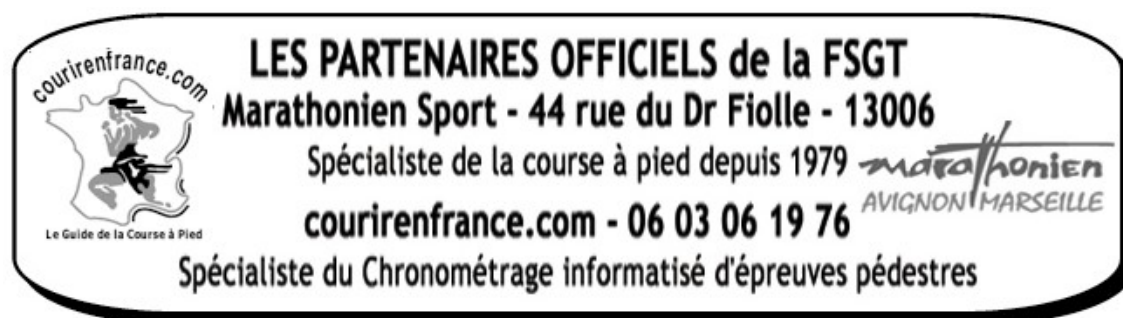 courirenfrance.com
Le Guide de la Course à Pied
LES PARTENAIRES OFFICIELS de la FSGT
Marathonien Sport - 44 rue du Dr Fiolle - 13006
Spécialiste de la course à pied depuis 1979
courirenfrance.com - 06 03 06 19 76
Spécialiste du Chronométrage informatisé d'épreuves pédestres
marathonien
AVIGNON MARSEILLE